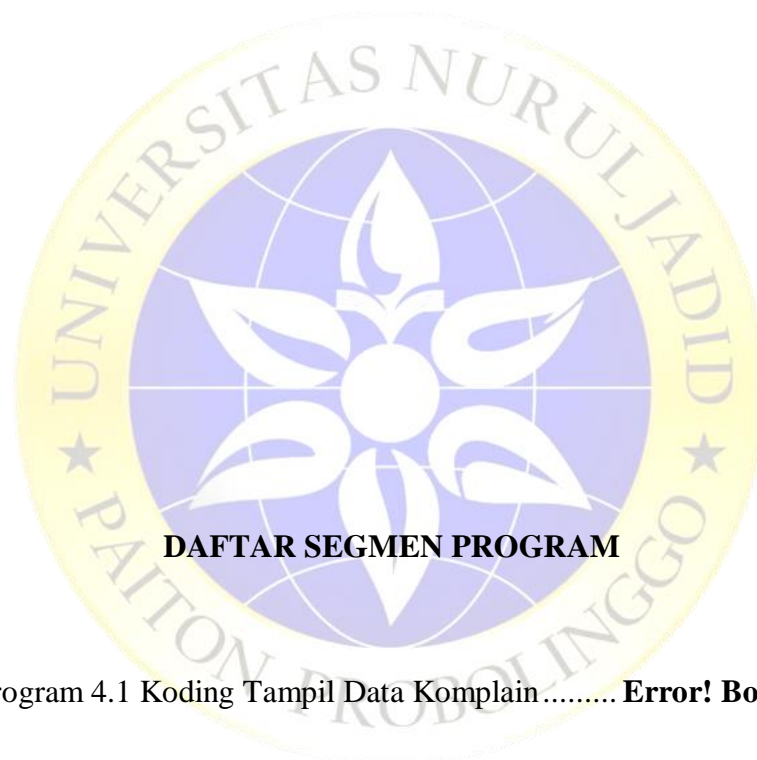 UNIVERSITAS NURUL JADID
DAFTAR SEGMEN PROGRAM
rogram 4.1 Koding Tampil Data Komplain......... Error! Bo
★ PAITON PROBOLINGGO ★